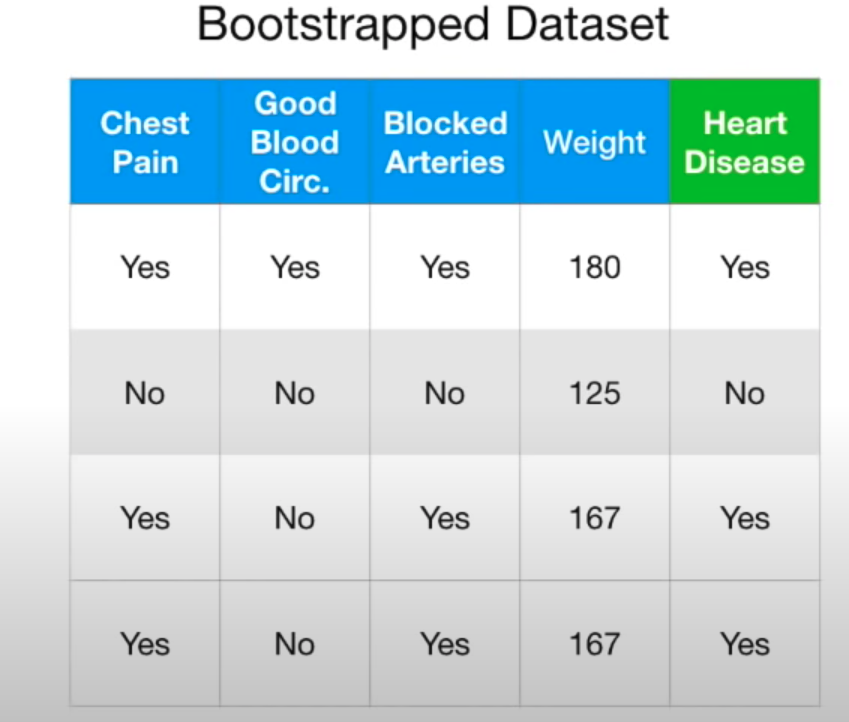 Bootstrapped Dataset
Chest Pain Good Blood Circ. Blocked Arteries Weight Heart Disease
Yes Yes Yes 180 Yes
No No No 125 No
Yes No Yes 167 Yes
Yes No Yes 167 Yes